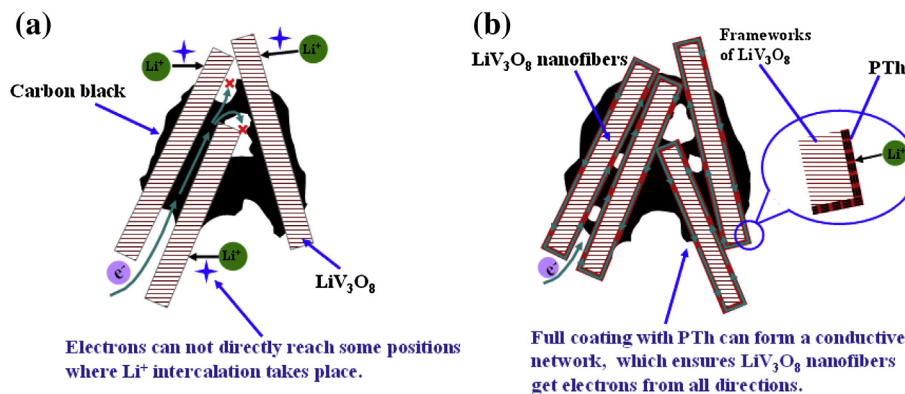 (a)
Li⁺
Li⁺
Carbon black
Li⁺
e⁻
LiV₃O₈
Electrons can not directly reach some positions
where Li⁺ intercalation takes place.
(b)
LiV₃O₈ nanofibers
Frameworks
of LiV₃O₈
PTh
Li⁺
e⁻
Full coating with PTh can form a conductive
network, which ensures LiV₃O₈ nanofibers
get electrons from all directions.